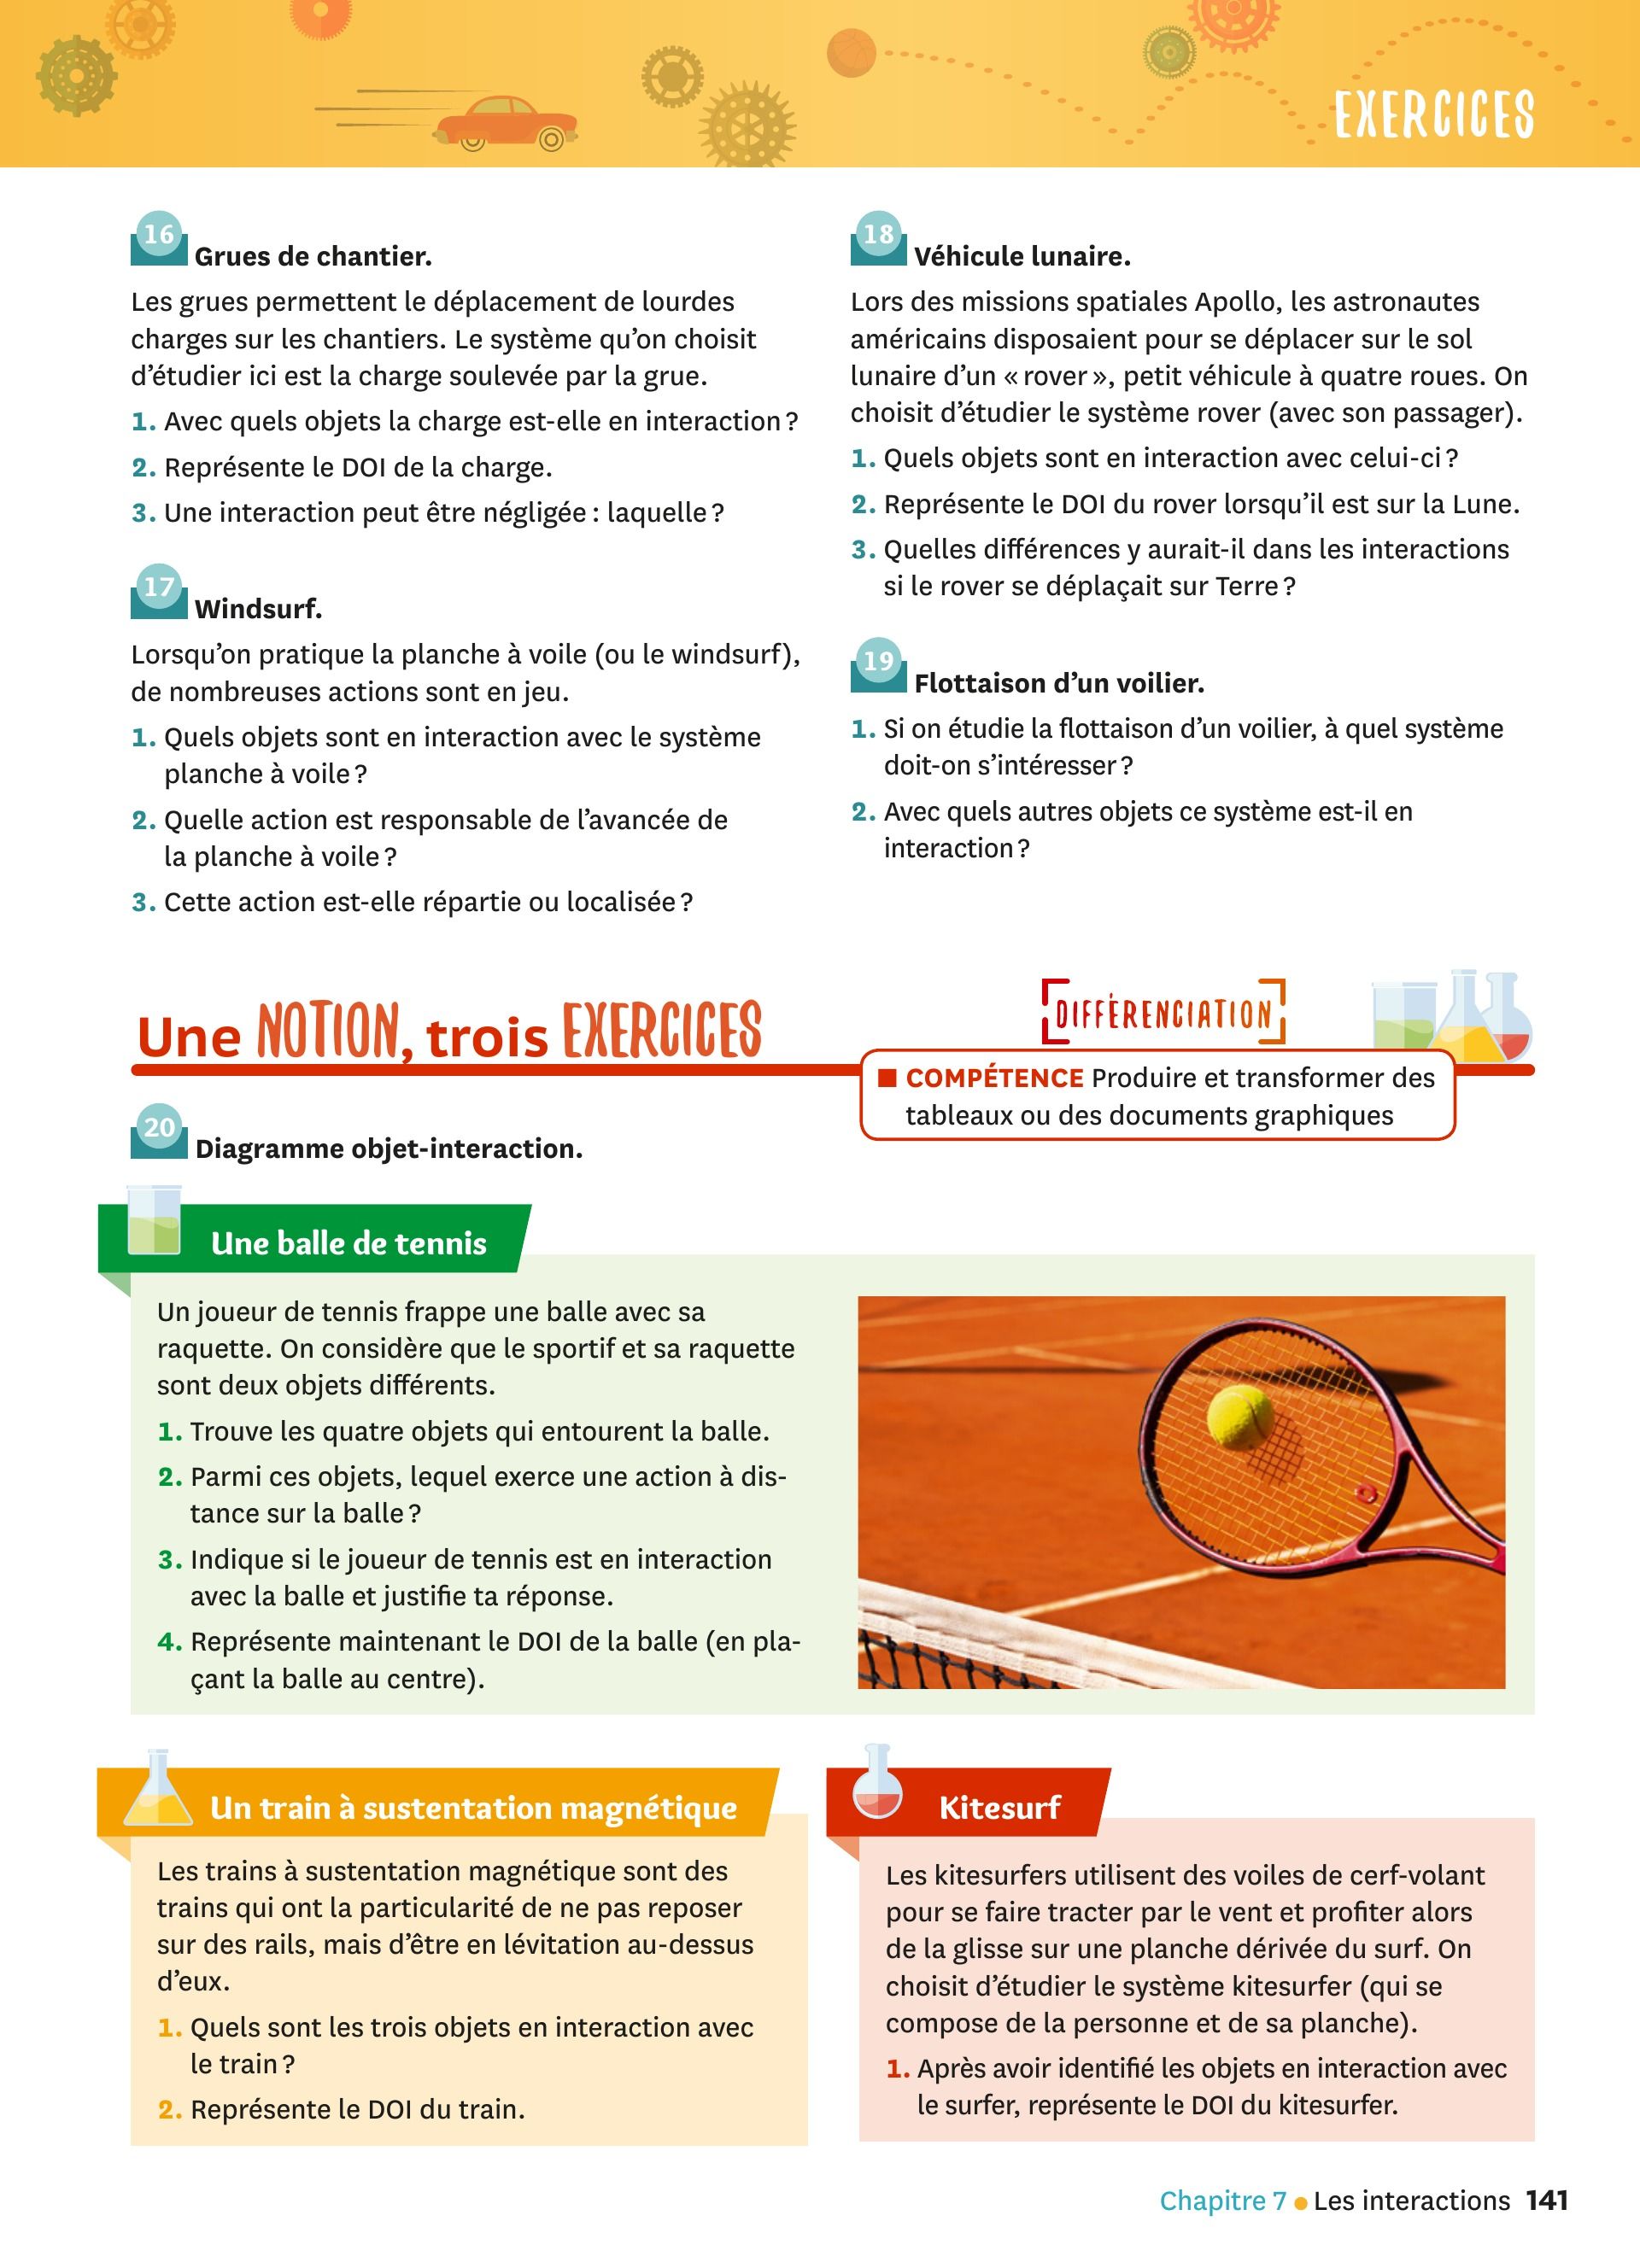 EXERCICES
16 Grues de chantier.
Les grues permettent le déplacement de lourdes
charges sur les chantiers. Le système qu'on choisit
d'étudier ici est la charge soulevée par la grue.
1. Avec quels objets la charge est-elle en interaction ?
2. Représente le DOI de la charge.
3. Une interaction peut être négligée : laquelle ?
17 Windsurf.
Lorsqu'on pratique la planche à voile (ou le windsurf),
de nombreuses actions sont en jeu.
1. Quels objets sont en interaction avec le système
planche à voile ?
2. Quelle action est responsable de l'avancée de
la planche à voile ?
3. Cette action est-elle répartie ou localisée ?
18 Véhicule lunaire.
Lors des missions spatiales Apollo, les astronautes
américains disposaient pour se déplacer sur le sol
lunaire d'un « rover », petit véhicule à quatre roues. On
choisit d'étudier le système rover (avec son passager).
1. Quels objets sont en interaction avec celui-ci ?
2. Représente le DOI du rover lorsqu'il est sur la Lune.
3. Quelles différences y aurait-il dans les interactions
si le rover se déplaçait sur Terre ?
19 Flottaison d'un voilier.
1. Si on étudie la flottaison d'un voilier, à quel système
doit-on s'intéresser ?
2. Avec quels autres objets ce système est-il en
interaction ?
Une NOTION, trois EXERCICES
DIFFÉRENCIATION
■ COMPÉTENCE Produire et transformer des
tableaux ou des documents graphiques
20 Diagramme objet-interaction.
Une balle de tennis
Un joueur de tennis frappe une balle avec sa
raquette. On considère que le sportif et sa raquette
sont deux objets différents.
1. Trouve les quatre objets qui entourent la balle.
2. Parmi ces objets, lequel exerce une action à dis-
tance sur la balle ?
3. Indique si le joueur de tennis est en interaction
avec la balle et justifie ta réponse.
4. Représente maintenant le DOI de la balle (en pla-
çant la balle au centre).
Un train à sustentation magnétique
Les trains à sustentation magnétique sont des
trains qui ont la particularité de ne pas reposer
sur des rails, mais d'être en lévitation au-dessus
d'eux.
1. Quels sont les trois objets en interaction avec
le train ?
2. Représente le DOI du train.
Kitesurf
Les kitesurfers utilisent des voiles de cerf-volant
pour se faire tracter par le vent et profiter alors
de la glisse sur une planche dérivée du surf. On
choisit d'étudier le système kitesurfer (qui se
compose de la personne et de sa planche).
1. Après avoir identifié les objets en interaction avec
le surfer, représente le DOI du kitesurfer.
Chapitre 7 ● Les interactions 141